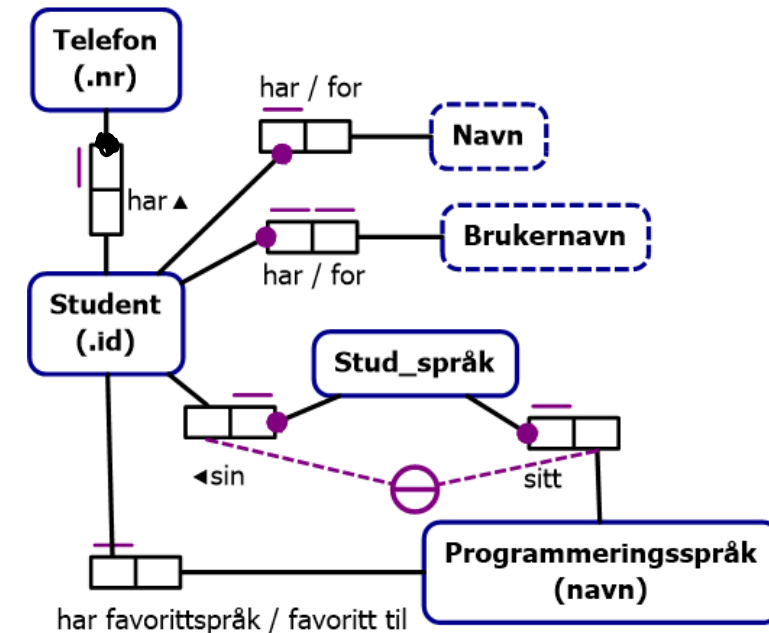 Telefon
(.nr)
har / for
Navn
har ▲
Brukernavn
har / for
Student
(.id)
Stud_språk
◄sin
sitt
Programmeringsspråk
(navn)
har favorittspråk / favoritt til